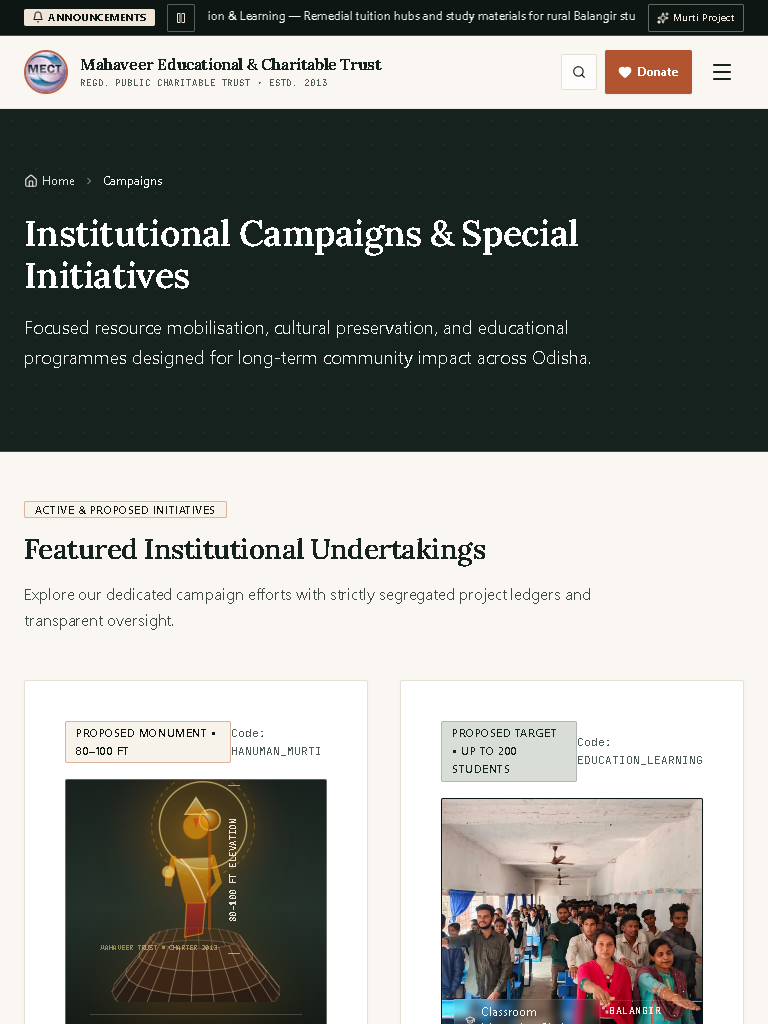 ANNOUNCEMENTS
ion & Learning — Remedial tuition hubs and study materials for rural Balangir stu
Murti Project
MECT
Mahaveer Educational & Charitable Trust
REGD. PUBLIC CHARITABLE TRUST • ESTD. 2013
Donate
Home
Campaigns
Institutional Campaigns & Special
Initiatives
Focused resource mobilisation, cultural preservation, and educational
programmes designed for long-term community impact across Odisha.
ACTIVE & PROPOSED INITIATIVES
Featured Institutional Undertakings
Explore our dedicated campaign efforts with strictly segregated project ledgers and
transparent oversight.
PROPOSED MONUMENT •
80–100 FT
Code:
HANUMAN_MURTI
80–100 FT ELEVATION
MAHAVEER TRUST • CHARTER 2013
PROPOSED TARGET
• UP TO 200
STUDENTS
Code:
EDUCATION_LEARNING
Classroom
BALANGIR